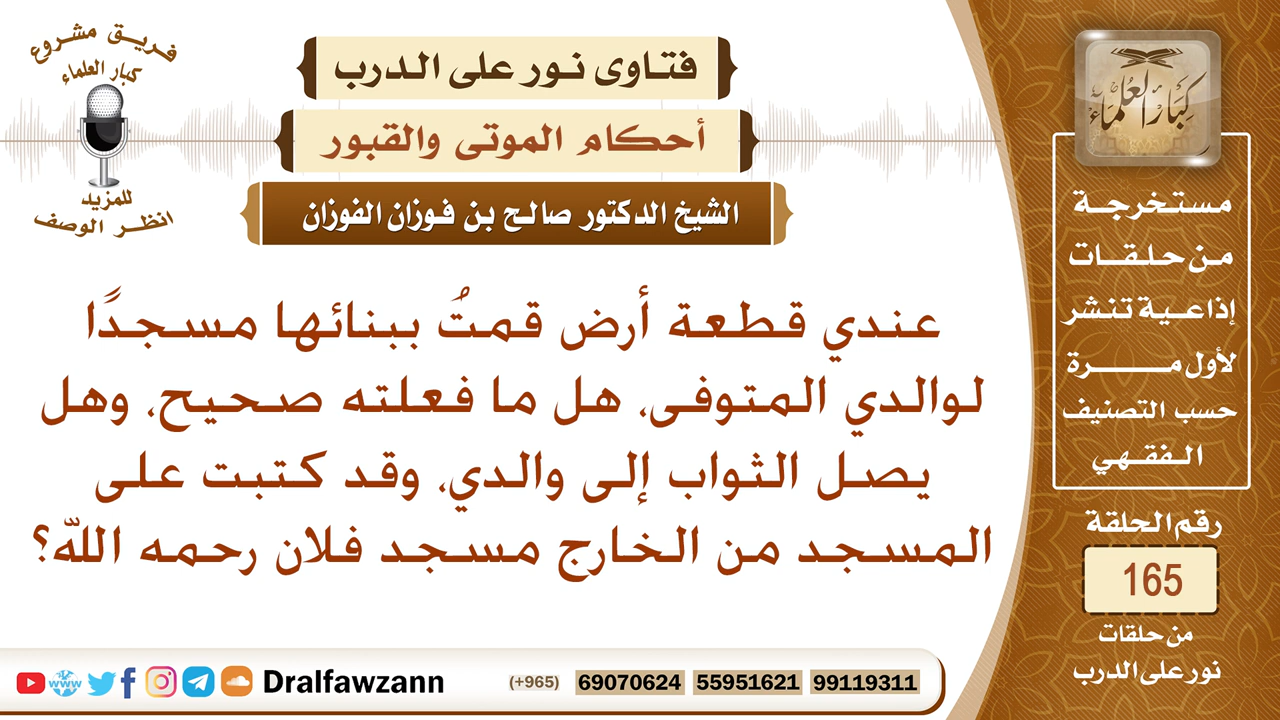 فريق مشروع
كبار العلماء
للمزيد
انظر الوصف
فتاوى نور على الدرب
أحكام الموتى والقبور
الشيخ الدكتور صالح بن فوزان الفوزان
عندي قطعة أرض قمتُ ببنائها مسجدًا
لوالدي المتوفى، هل ما فعلته صحيح، وهل
يصل الثواب إلى والدي، وقد كتبت على
المسجد من الخارج مسجد فلان رحمه الله؟
كبار العلماء
مستخرجة
من حلقات
إذاعية تنشر
لأول مرة
حسب التصنيف
الفقهي
رقم الحلقة
165
من حلقات
نور على الدرب
www
Dralfawzann
(+965) 69070624 55951621 99119311